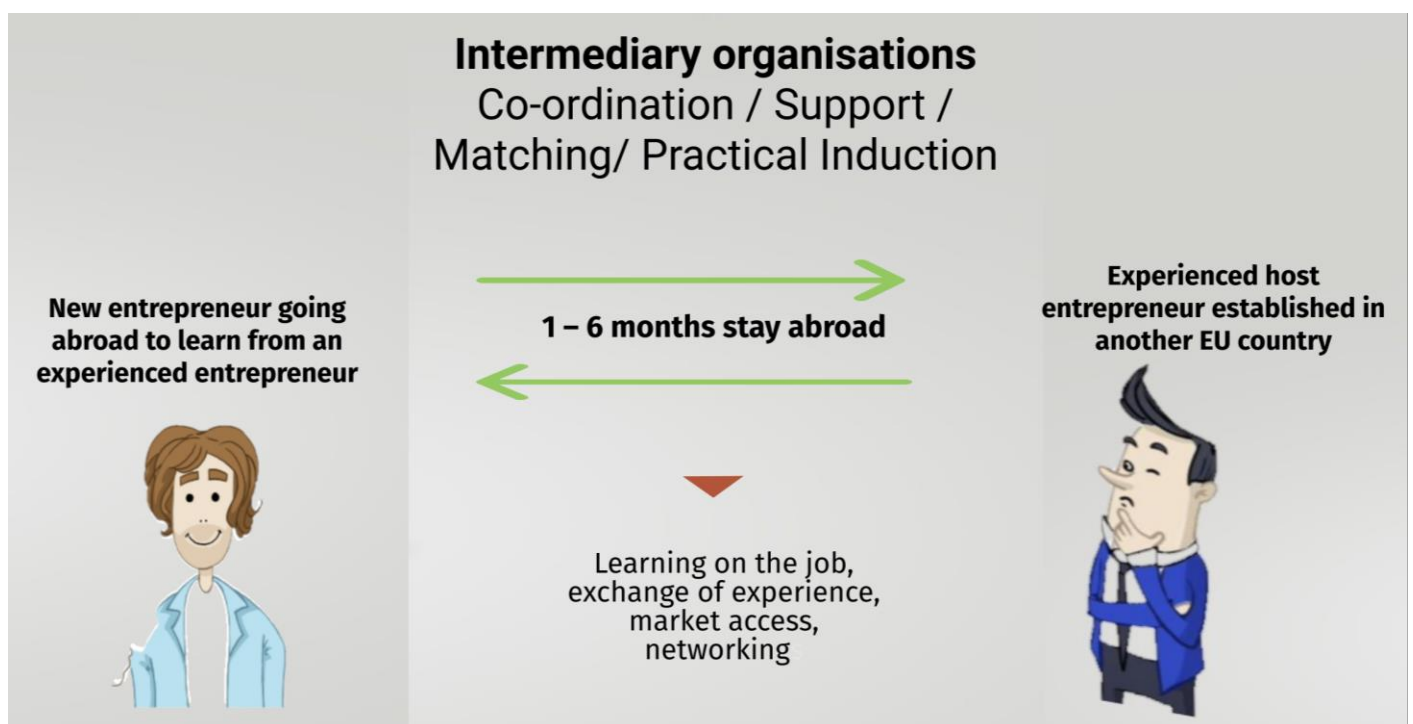 Intermediary organisations
Co-ordination / Support /
Matching/ Practical Induction
New entrepreneur going
abroad to learn from an
experienced entrepreneur
1 – 6 months stay abroad
Experienced host
entrepreneur established in
another EU country
Learning on the job,
exchange of experience,
market access,
networking